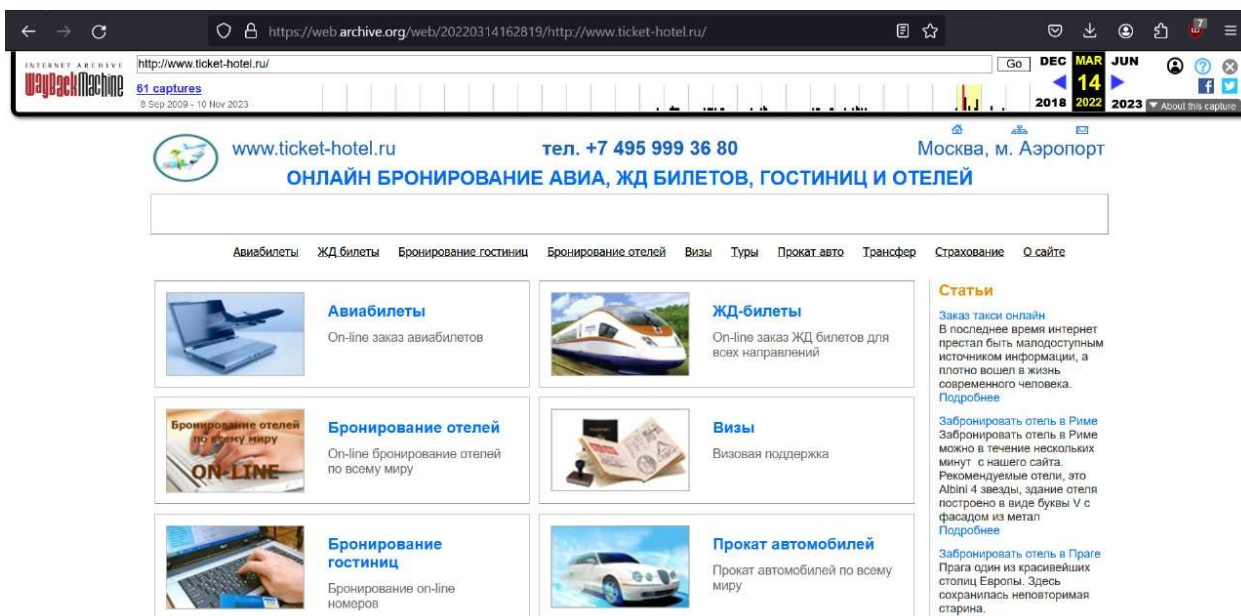 https://web.archive.org/web/20220314162819/http://www.ticket-hotel.ru/
7
INTERNET ARCHIVE
WayBackMachine
http://www.ticket-hotel.ru/
Go
DEC MAR JUN
61 captures
14
8 Sep 2009 - 10 Nov 2023
2018 2022 2023
About this capture
www.ticket-hotel.ru
тел. +7 495 999 36 80
Москва, м. Аэропорт
ОНЛАЙН БРОНИРОВАНИЕ АВИА, ЖД БИЛЕТОВ, ГОСТИНИЦ И ОТЕЛЕЙ
Авиабилеты ЖД билеты Бронирование гостиниц Бронирование отелей Визы Туры Прокат авто Трансфер Страхование О сайте
Авиабилеты
On-line заказ авиабилетов
ЖД-билеты
On-line заказ ЖД билетов для
всех направлений
Бронирование отелей
по всему миру
ON-LINE
Бронирование отелей
On-line бронирование отелей
по всему миру
Визы
Визовая поддержка
Бронирование
гостиниц
Бронирование on-line
номеров
Прокат автомобилей
Прокат автомобилей по всему
миру
Статьи
Заказ такси онлайн
В последнее время интернет
престал быть малодоступным
источником информации, а
плотно вошел в жизнь
современного человека.
Подробнее
Забронировать отель в Риме
Забронировать отель в Риме
можно в течение нескольких
минут с нашего сайта.
Рекомендуемые отели, это
Albini 4 звезды, здание отеля
построено в виде буквы V с
фасадом из метал
Подробнее
Забронировать отель в Праге
Прага один из красивейших
столиц Европы. Здесь
сохранилась неповторимая
старина.